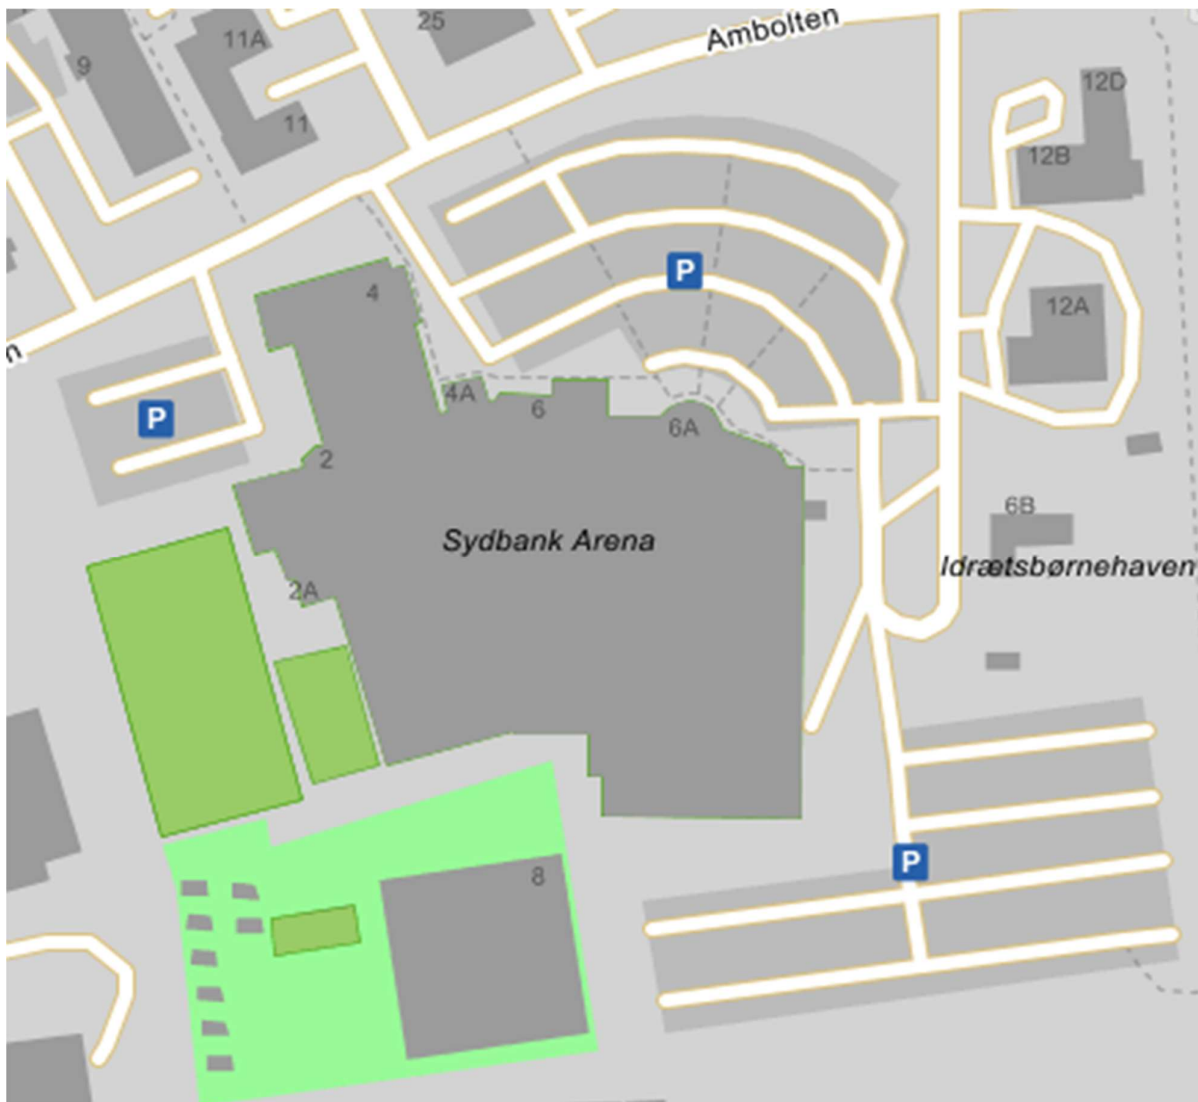 25
Ambolten
11A
9
11
12D
12B
P
4
12A
n
4A
6
6A
P
2
6B
Sydbank Arena
Idrætsbørnehaven
2A
P
8